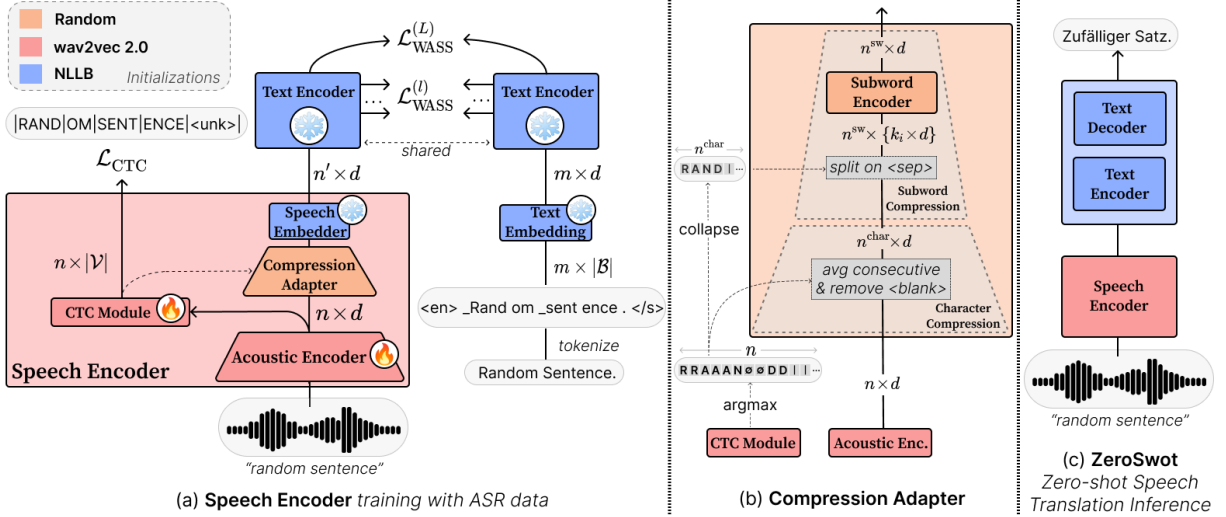 Random
wav2vec 2.0
NLLB
Initializations
|RAND|OM|SENT|ENCE|<unk>|
ℒ_CTC
n × |𝒱|
CTC Module
Speech Encoder
Acoustic Encoder
n × d
Compression
Adapter
Speech
Embedder
n′ × d
Text Encoder
ℒ_WASS^(L)
...
ℒ_WASS^(l)
...
shared
Text Encoder
m × d
Text
Embedding
m × |ℬ|
<en> _Rand om _sent ence . </s>
tokenize
Random Sentence.
“random sentence”
(a) Speech Encoder training with ASR data
n^sw × d
Subword
Encoder
n^sw × {k_i × d}
split on <sep>
Subword
Compression
n^char
RAND|...
collapse
n^char × d
avg consecutive
& remove <blank>
Character
Compression
n
RRAAANøøDD||...
argmax
n × d
CTC Module
Acoustic Enc.
(b) Compression Adapter
Zufälliger Satz.
Text
Decoder
Text
Encoder
Speech
Encoder
“random sentence”
(c) ZeroSwot
Zero-shot Speech
Translation Inference